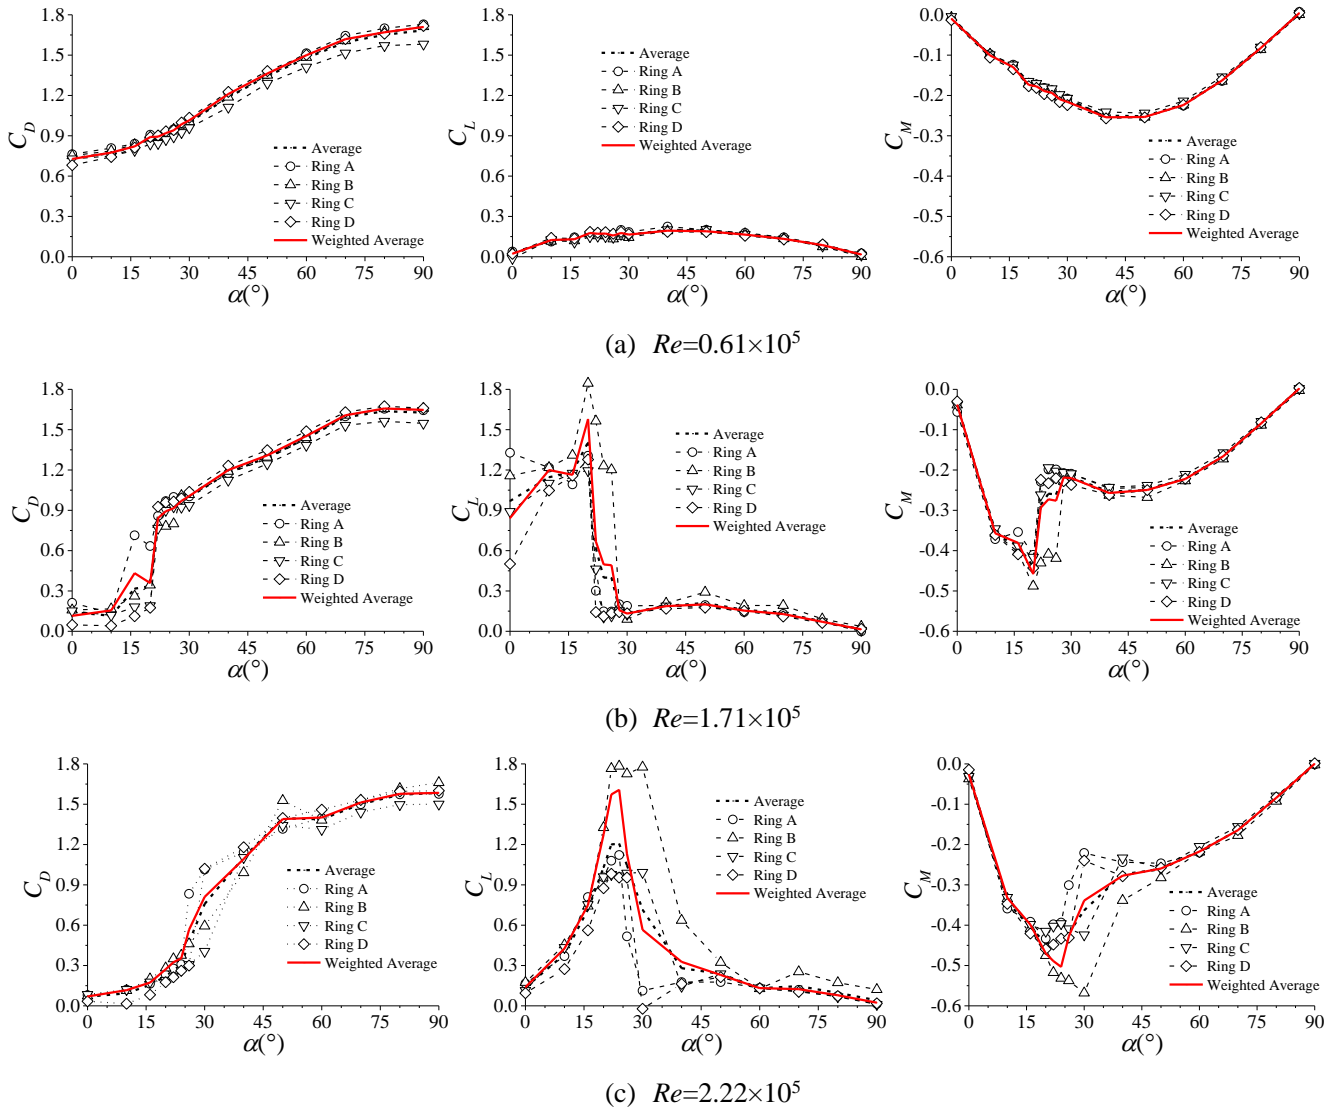 C_D
1.8
1.5
1.2
0.9
0.6
0.3
0.0
0 15 30 45 60 75 90
α(°)
Average
Ring A
Ring B
Ring C
Ring D
Weighted Average
C_L
1.8
1.5
1.2
0.9
0.6
0.3
0.0
0 15 30 45 60 75 90
α(°)
Average
Ring A
Ring B
Ring C
Ring D
Weighted Average
C_M
0.0
-0.1
-0.2
-0.3
-0.4
-0.5
-0.6
0 15 30 45 60 75 90
α(°)
Average
Ring A
Ring B
Ring C
Ring D
Weighted Average
(a) Re=0.61×10⁵
C_D
1.8
1.5
1.2
0.9
0.6
0.3
0.0
0 15 30 45 60 75 90
α(°)
Average
Ring A
Ring B
Ring C
Ring D
Weighted Average
C_L
1.8
1.5
1.2
0.9
0.6
0.3
0.0
0 15 30 45 60 75 90
α(°)
Average
Ring A
Ring B
Ring C
Ring D
Weighted Average
C_M
0.0
-0.1
-0.2
-0.3
-0.4
-0.5
-0.6
0 15 30 45 60 75 90
α(°)
Average
Ring A
Ring B
Ring C
Ring D
Weighted Average
(b) Re=1.71×10⁵
C_D
1.8
1.5
1.2
0.9
0.6
0.3
0.0
0 15 30 45 60 75 90
α(°)
Average
Ring A
Ring B
Ring C
Ring D
Weighted Average
C_L
1.8
1.5
1.2
0.9
0.6
0.3
0.0
0 15 30 45 60 75 90
α(°)
Average
Ring A
Ring B
Ring C
Ring D
Weighted Average
C_M
0.0
-0.1
-0.2
-0.3
-0.4
-0.5
-0.6
0 15 30 45 60 75 90
α(°)
Average
Ring A
Ring B
Ring C
Ring D
Weighted Average
(c) Re=2.22×10⁵